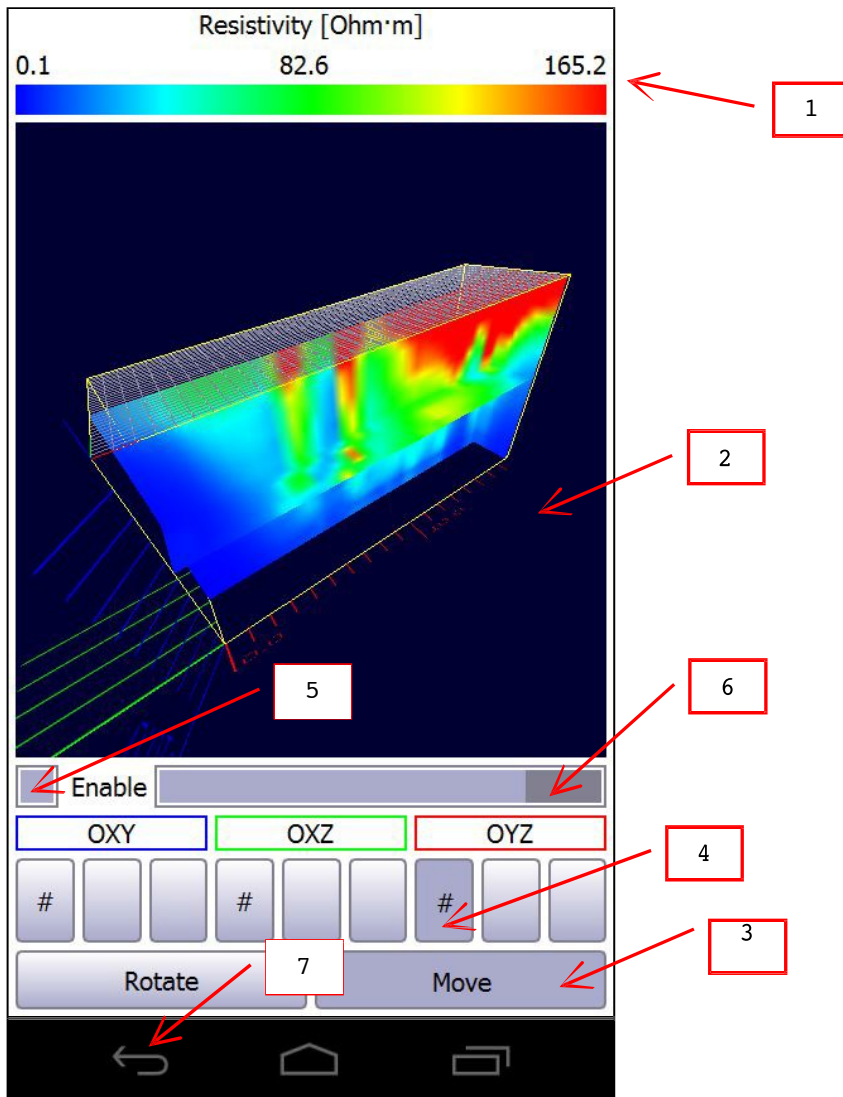 Resistivity [Ohm·m]
0.1 82.6 165.2
1
2
5
6
Enable
OXY OXZ OYZ
4
# # #
3
7
Rotate Move